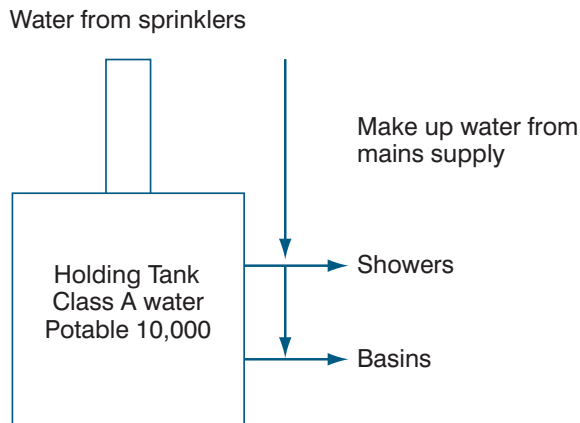 Water from sprinklers
Make up water from
mains supply
Holding Tank
Class A water
Potable 10,000
Showers
Basins